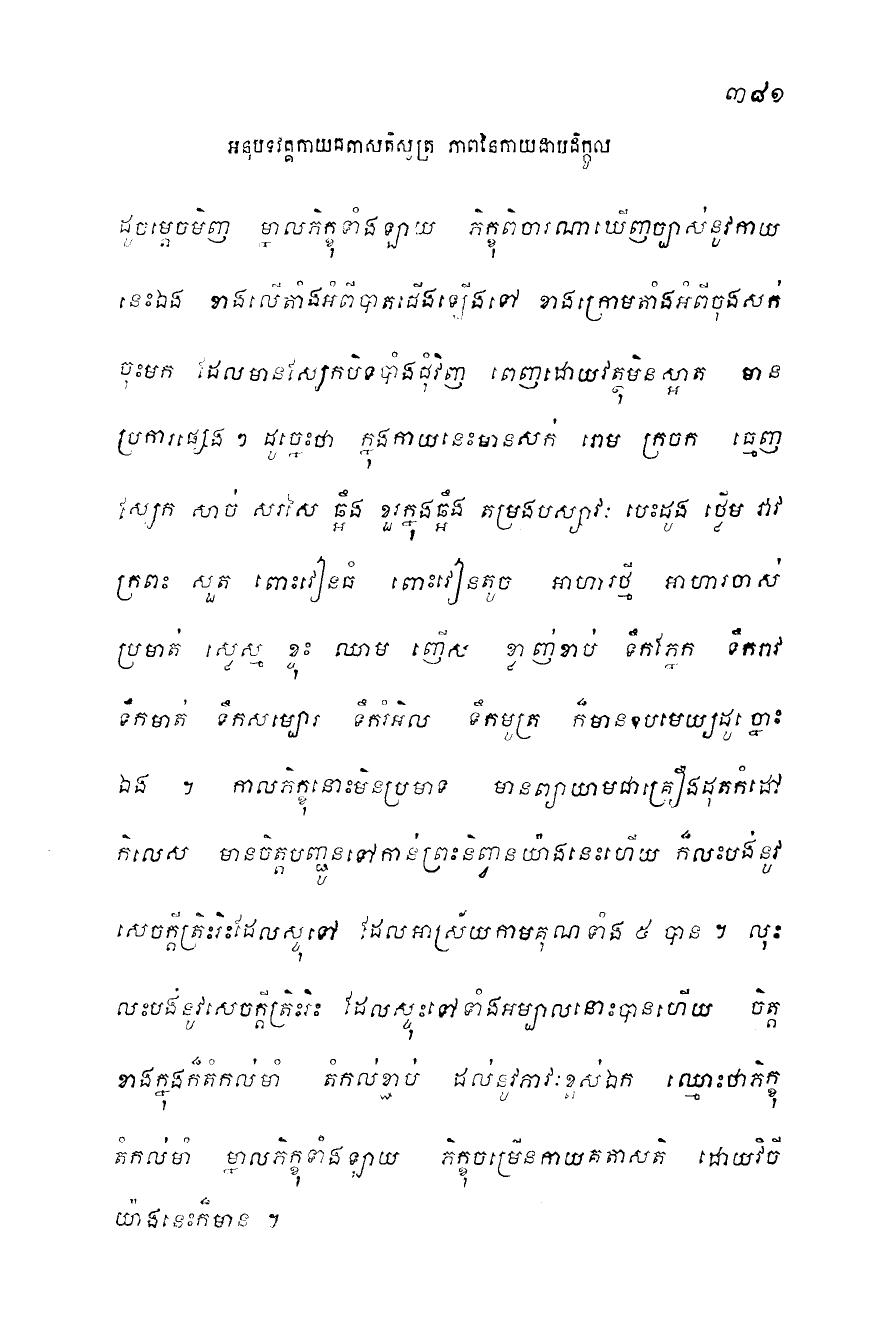 ៣៨១
អនុបទវគ្គកាយគតាសតិសូត្រ ភាពនៃកាយជាបដិក្កូល
ដូចម្តេចមិញ ម្នាលភិក្ខុទាំងឡាយ ភិក្ខុពិចារណាឃើញច្បាស់នូវកាយ
នេះឯង ខាងលើតាំងអំពីបាតជើងឡើងទៅ ខាងក្រោមតាំងអំពីចុងសក់
ចុះមក ដែលមានស្បែកបិទបាំងជុំវិញ ពេញដោយវត្ថុមិនស្អាត មាន
ប្រការផ្សេង ៗ ដូច្នេះថា ក្នុងកាយនេះមានសក់ រោម ក្រចក ធ្មេញ
ស្បែក សាច់ សរសៃ ឆ្អឹង ខួរក្នុងឆ្អឹង តម្រងបស្សាវៈ បេះដូង ថ្លើម វាវ
ក្រពះ សួត ពោះវៀនធំ ពោះវៀនតូច អាហារថ្មី អាហារចាស់
ប្រមាត់ ស្លេស្ម ខ្ទុះ ឈាម ញើស ខ្លាញ់ខាប់ ទឹកភ្នែក ទឹករាវ
ទឹកមាត់ ទឹកសម្បោរ ទឹករំអិល ទឹកមូត្រ ក៏មានឧបមេយ្យដូច្នោះ
ឯង ។ កាលភិក្ខុនោះមិនប្រមាទ មានព្យាយាមជាគ្រឿងដុតកំដៅ
កិលេស មានចិត្តបញ្ជូនទៅកាន់ព្រះនិព្វានយ៉ាងនេះហើយ ក៏លះបង់នូវ
សេចក្តីត្រិះរិះដែលស្ទុះទៅ ដែលអាស្រ័យកាមគុណទាំង ៥ បាន ។ លុះ
លះបង់នូវសេចក្តីត្រិះរិះ ដែលស្ទុះទៅទាំងអម្បាលនោះបានហើយ ចិត្ត
ខាងក្នុងក៏តំកល់មាំ តំកល់ខ្ជាប់ ដល់នូវភាវៈខ្ពស់ឯក ឈ្មោះថាភិក្ខុ
តំកល់មាំ ម្នាលភិក្ខុទាំងឡាយ ភិក្ខុចម្រើនកាយគតាសតិ ដោយវិធី
យ៉ាងនេះក៏មាន ។